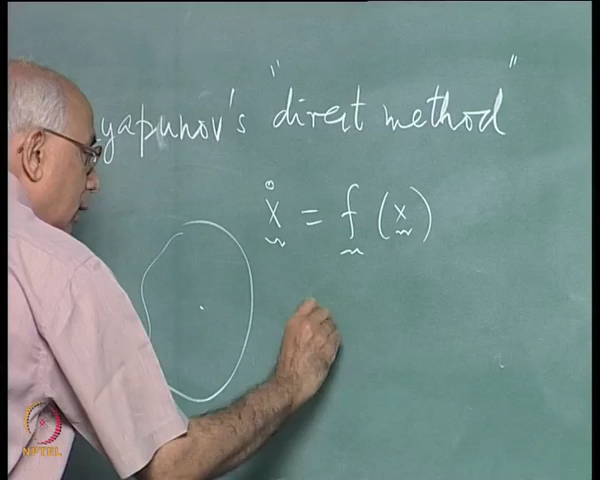 yapunov's "direct method"
ẋ = f (x)
NPTEL